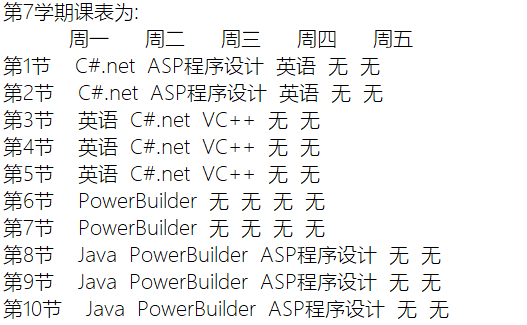 第7学期课表为:
周一 周二 周三 周四 周五
第1节 C#.net ASP程序设计 英语 无 无
第2节 C#.net ASP程序设计 英语 无 无
第3节 英语 C#.net VC++ 无 无
第4节 英语 C#.net VC++ 无 无
第5节 英语 C#.net VC++ 无 无
第6节 PowerBuilder 无 无 无 无
第7节 PowerBuilder 无 无 无 无
第8节 Java PowerBuilder ASP程序设计 无 无
第9节 Java PowerBuilder ASP程序设计 无 无
第10节 Java PowerBuilder ASP程序设计 无 无